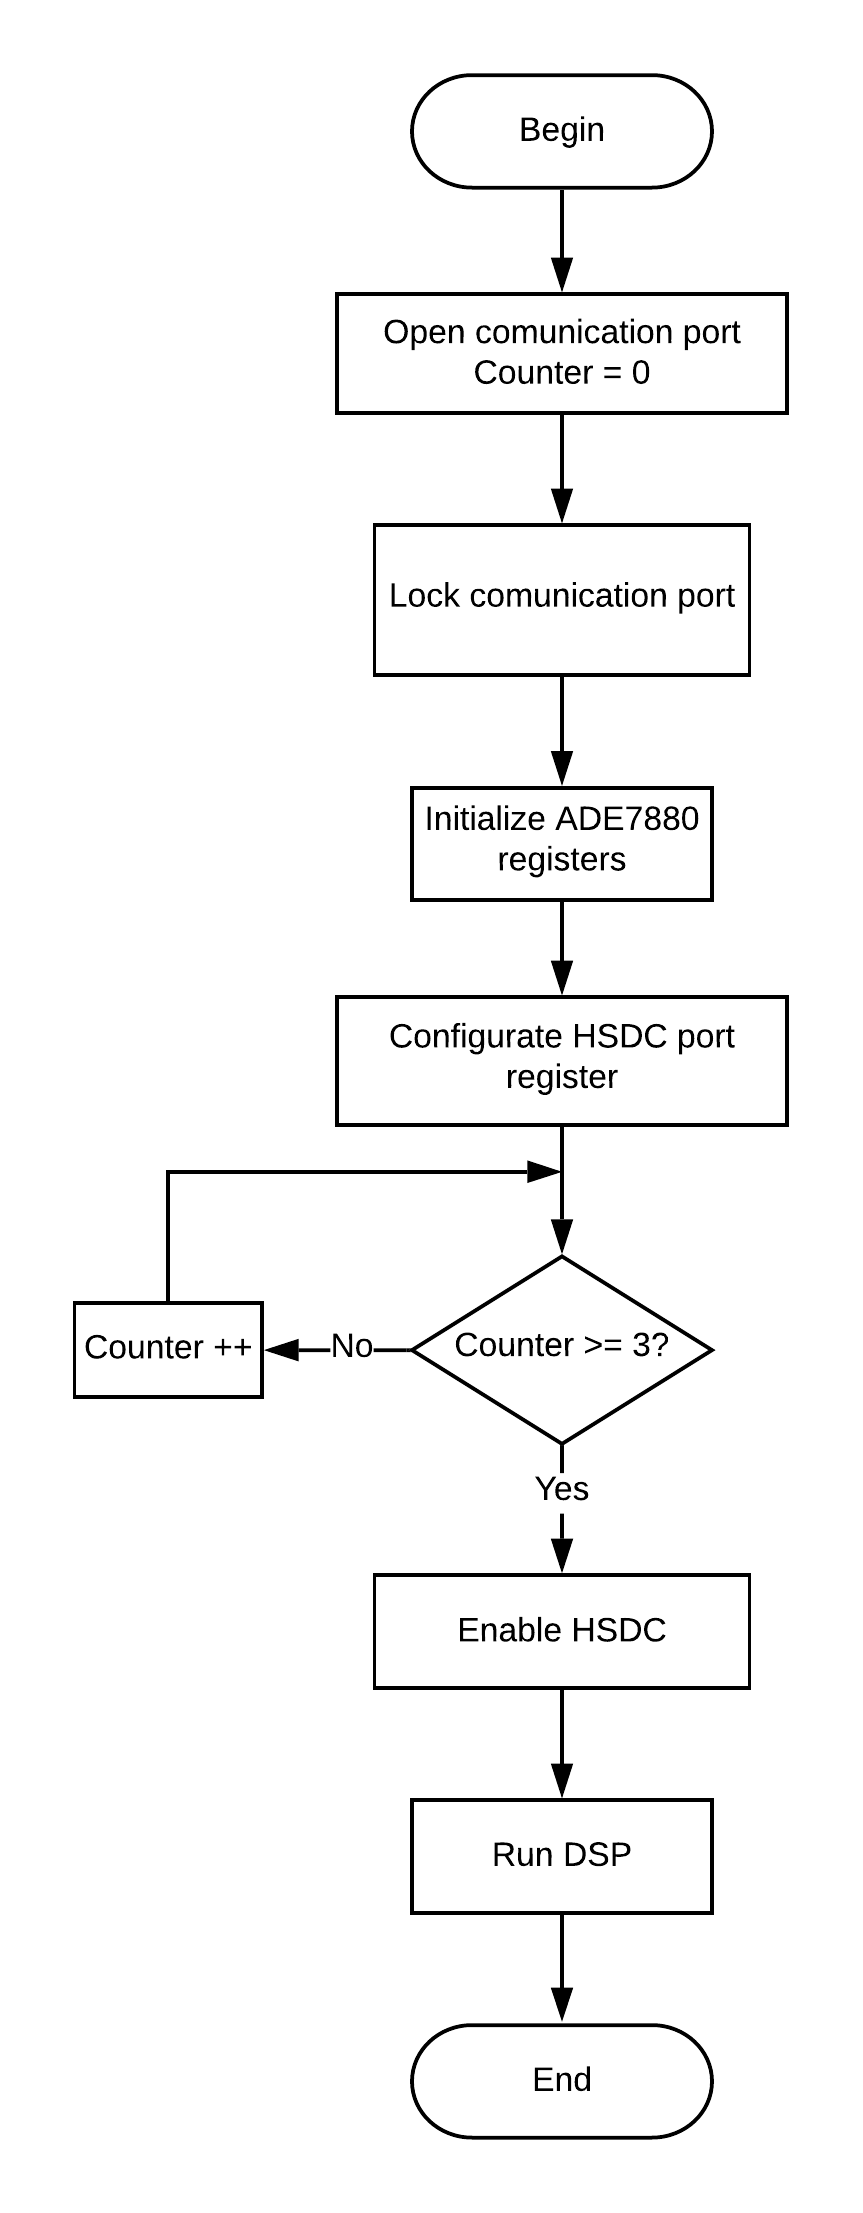 Begin
Open comunication port
Counter = 0
Lock comunication port
Initialize ADE7880
registers
Configurate HSDC port
register
Counter >= 3?
No
Counter ++
Yes
Enable HSDC
Run DSP
End